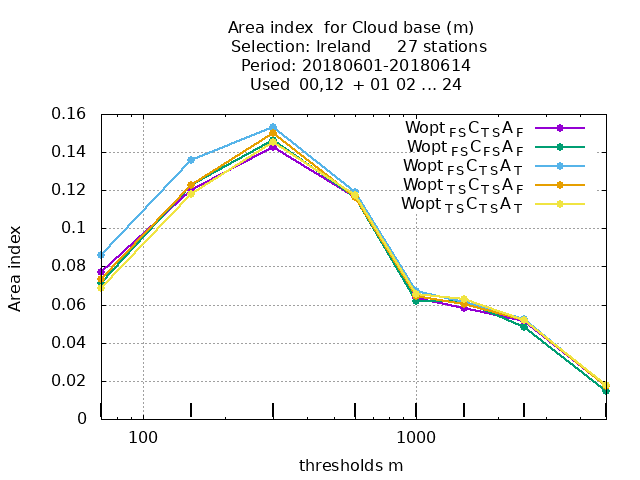 Area index  for Cloud base (m)
Selection: Ireland     27 stations
Period: 20180601-20180614
Used  00,12  + 01 02 ... 24
Wopt FS C TS A F
Wopt FS C FS A F
Wopt FS C TS A T
Wopt TS C TS A F
Wopt TS C TS A T
0.16
0.14
0.12
0.1
0.08
0.06
0.04
0.02
0
Area index
100
1000
thresholds m